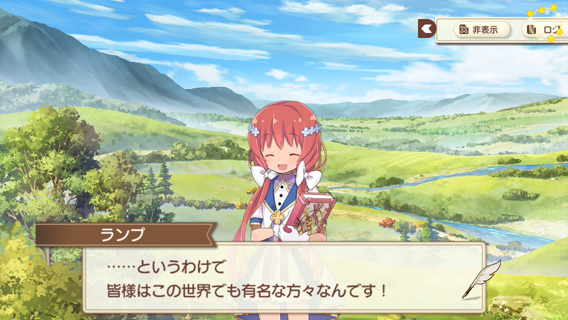 非表示
ログ
ランプ
……というわけで
皆様はこの世界でも有名な方々なんです！